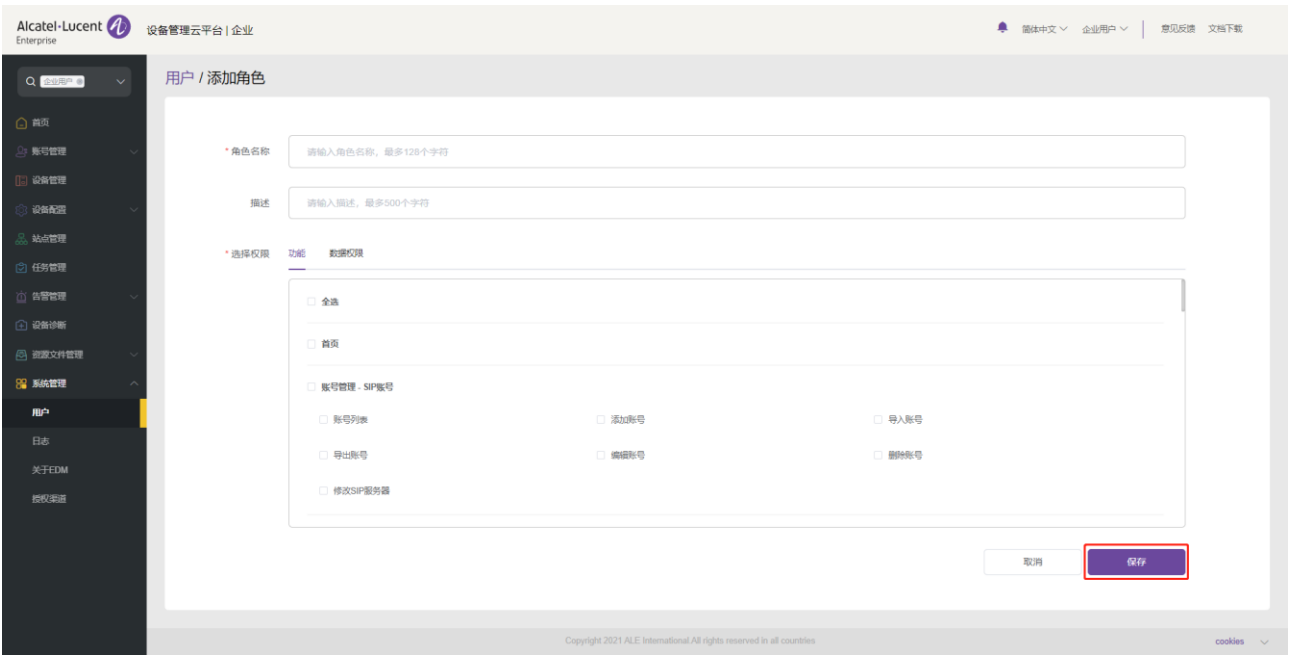 Alcatel·Lucent
Enterprise
设备管理云平台 | 企业
简体中文
企业用户
意见反馈
文档下载
企业用户
首页
账号管理
设备管理
设备配置
站点管理
任务管理
告警管理
设备诊断
资源文件管理
系统管理
用户
日志
关于EDM
授权渠道
用户 / 添加角色
* 角色名称
请输入角色名称，最多128个字符
描述
请输入描述，最多500个字符
* 选择权限
功能
数据权限
全选
首页
账号管理 - SIP账号
账号列表
添加账号
导入账号
导出账号
编辑账号
删除账号
修改SIP服务器
取消
保存
Copyright 2021 ALE International.All rights reserved in all countries
cookies